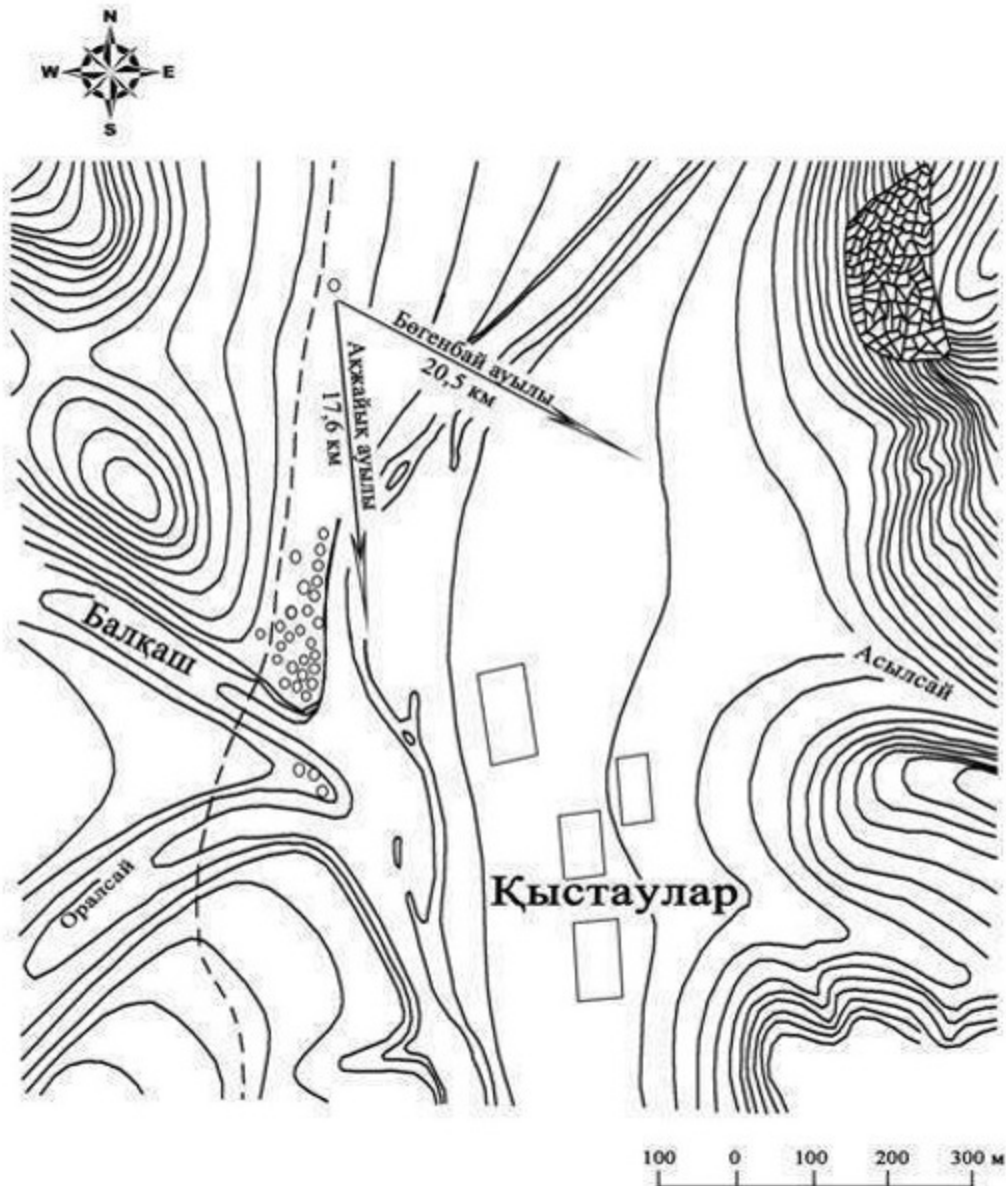 N
W E
S
Бөгенбай ауылы
20,5 км
Ақжайық ауылы
17,6 км
Балқаш
Асылсай
Оралсай
Қыстаулар
100 0 100 200 300 м